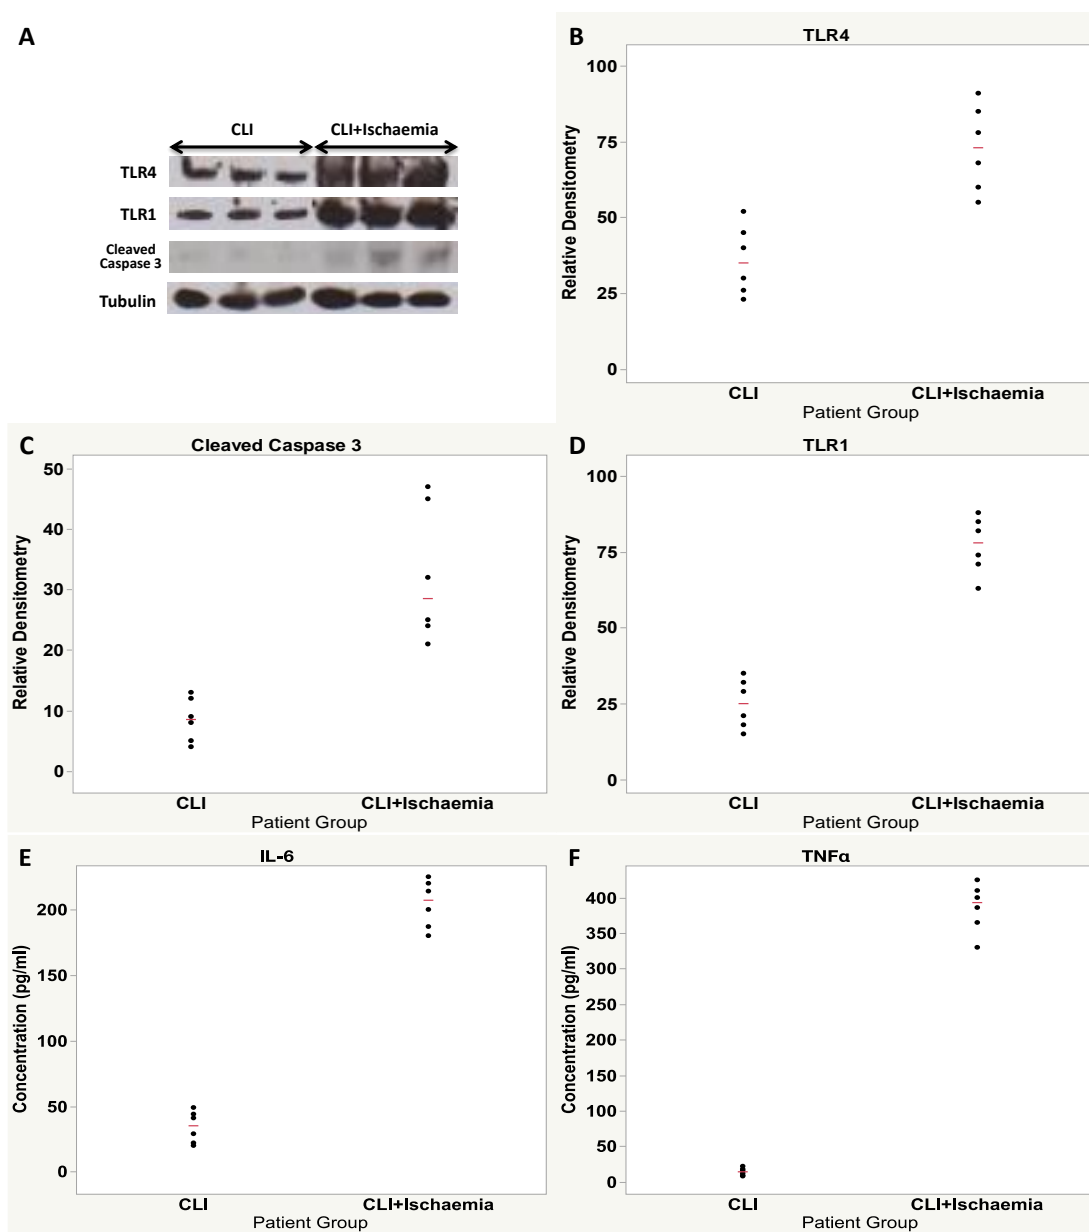 A
CLI
CLI+Ischaemia
TLR4
TLR1
Cleaved
Caspase 3
Tubulin
B
TLR4
Relative Densitometry
100
75
50
25
0
CLI
CLI+Ischaemia
Patient Group
C
Cleaved Caspase 3
Relative Densitometry
50
40
30
20
10
0
CLI
CLI+Ischaemia
Patient Group
D
TLR1
Relative Densitometry
100
75
50
25
0
CLI
CLI+Ischaemia
Patient Group
E
IL-6
Concentration (pg/ml)
200
150
100
50
0
CLI
CLI+Ischaemia
Patient Group
F
TNFα
Concentration (pg/ml)
400
350
300
250
200
150
100
50
0
CLI
CLI+Ischaemia
Patient Group